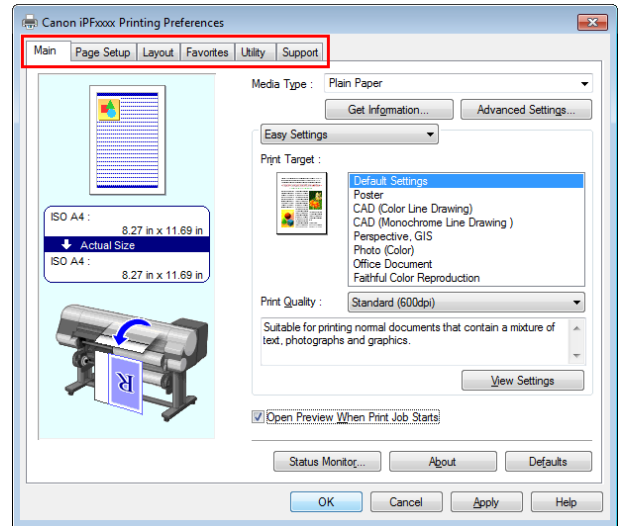 Canon iPFxxxx Printing Preferences
Main Page Setup Layout Favorites Utility Support
Media Type : Plain Paper
Get Information... Advanced Settings...
Easy Settings
Print Target :
Default Settings
Poster
CAD (Color Line Drawing)
CAD (Monochrome Line Drawing )
Perspective, GIS
Photo (Color)
Office Document
Faithful Color Reproduction
ISO A4 :
8.27 in x 11.69 in
Actual Size
ISO A4 :
8.27 in x 11.69 in
R
Print Quality : Standard (600dpi)
Suitable for printing normal documents that contain a mixture of
text, photographs and graphics.
View Settings
Open Preview When Print Job Starts
Status Monitor... About Defaults
OK Cancel Apply Help